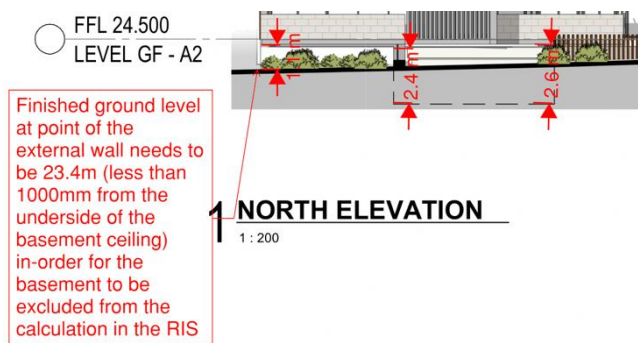 FFL 24.500
LEVEL GF - A2
1.1 m
2.4 m
2.6 m
Finished ground level
at point of the
external wall needs to
be 23.4m (less than
1000mm from the
underside of the
basement ceiling)
in-order for the
basement to be
excluded from the
calculation in the RIS
1 NORTH ELEVATION
1 : 200